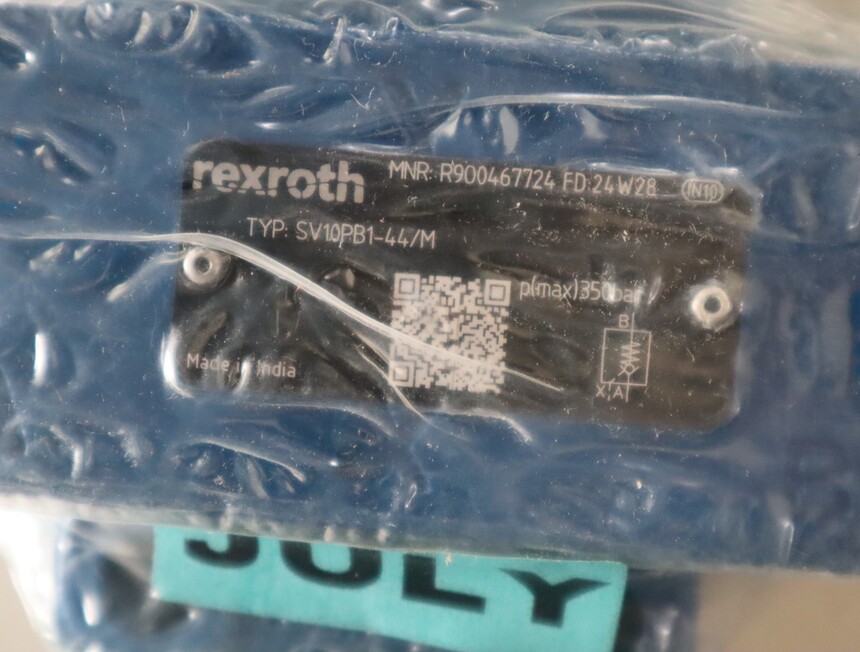 rexroth
MNR: R900467724 FD:24W28 IN10
TYP: SV10PB1-44/M
p(max)350bar
B
Made in India
X A
JULY